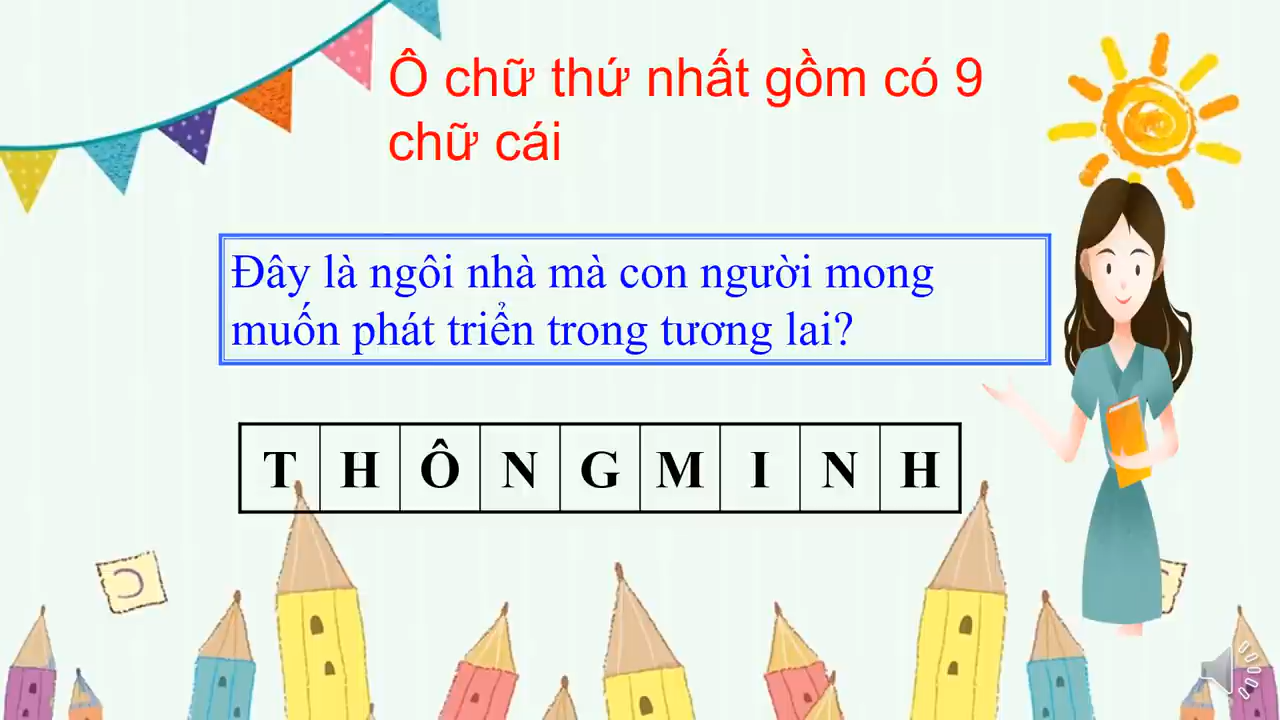 Ô chữ thứ nhất gồm có 9
chữ cái
Đây là ngôi nhà mà con người mong
muốn phát triển trong tương lai?
T H Ô N G M I N H